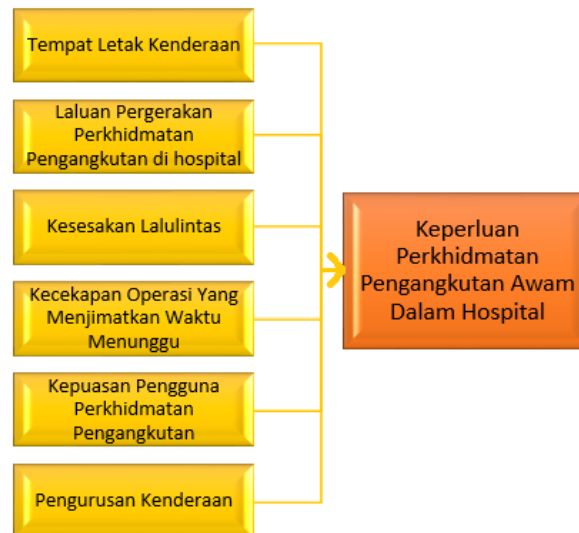 Tempat Letak Kenderaan
Laluan Pergerakan
Perkhidmatan
Pengangkutan di hospital
Kesesakan Lalulintas
Kecekapan Operasi Yang
Menjimatkan Waktu
Menunggu
Kepuasan Pengguna
Perkhidmatan
Pengangkutan
Pengurusan Kenderaan
Keperluan
Perkhidmatan
Pengangkutan Awam
Dalam Hospital